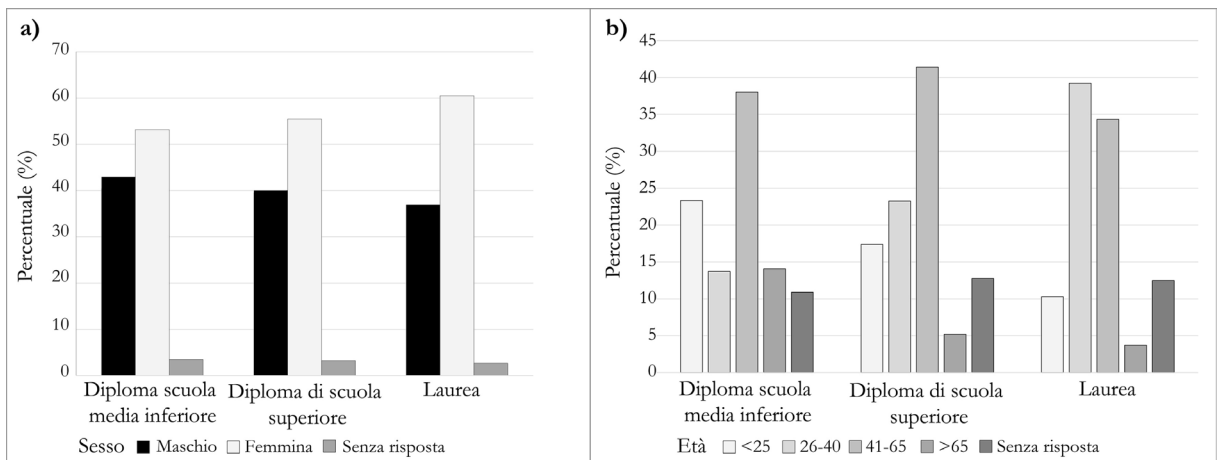 a)
70
60
50
40
30
20
10
0
Percentuale (%)
Diploma scuola
media inferiore
Diploma di scuola
superiore
Laurea
Sesso Maschio Femmina Senza risposta
b)
45
40
35
30
25
20
15
10
5
0
Percentuale (%)
Diploma scuola
media inferiore
Diploma di scuola
superiore
Laurea
Età <25 26-40 41-65 >65 Senza risposta